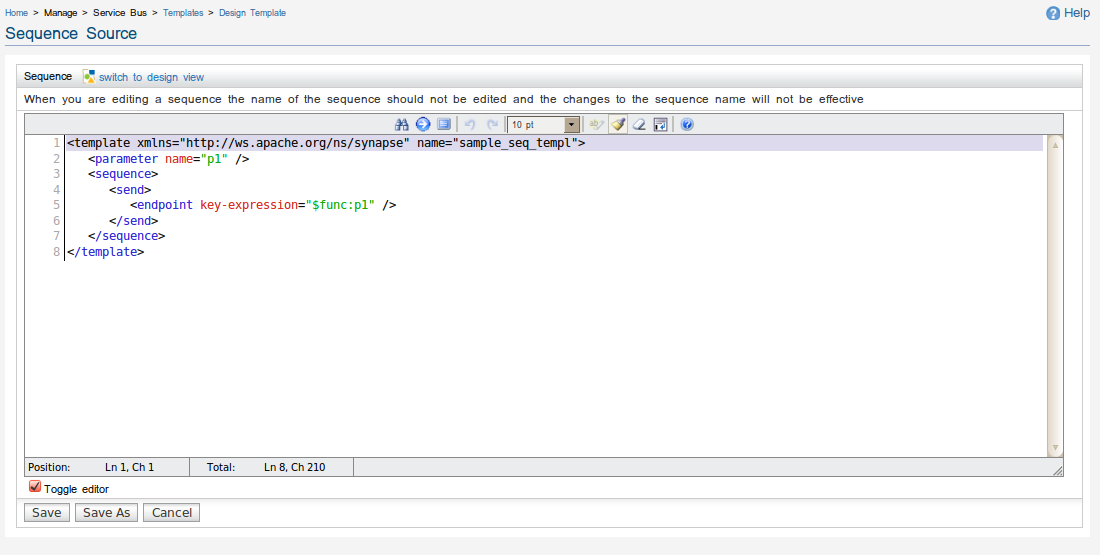 Home > Manage > Service Bus > Templates > Design Template
Help
Sequence Source
Sequence switch to design view
When you are editing a sequence the name of the sequence should not be edited and the changes to the sequence name will not be effective
10 pt
1 <template xmlns="http://ws.apache.org/ns/synapse" name="sample_seq_templ">
2 <parameter name="p1" />
3 <sequence>
4 <send>
5 <endpoint key-expression="$func:p1" />
6 </send>
7 </sequence>
8 </template>
Position: Ln 1, Ch 1 Total: Ln 8, Ch 210
Toggle editor
Save Save As Cancel